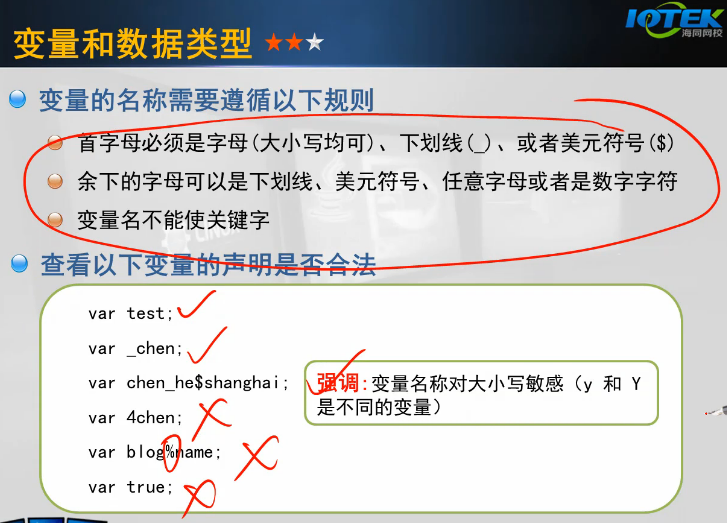 变量和数据类型
IOTEK
海同网校
变量的名称需要遵循以下规则
首字母必须是字母(大小写均可)、下划线(_)、或者美元符号($)
余下的字母可以是下划线、美元符号、任意字母或者是数字字符
变量名不能使关键字
查看以下变量的声明是否合法
var test;
var _chen;
var chen_he$shanghai;
var 4chen;
var blog%name;
var true;
强调:变量名称对大小写敏感（y 和 Y
是不同的变量）